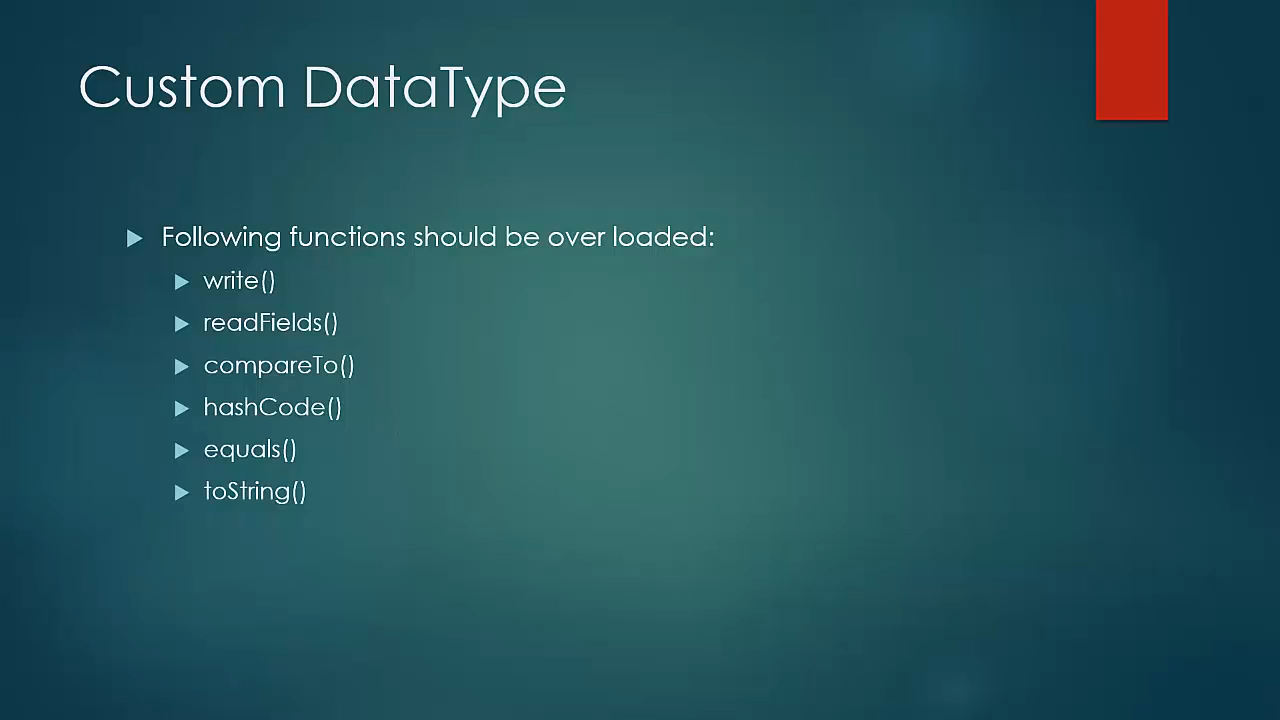 Custom DataType
Following functions should be over loaded:
write()
readFields()
compareTo()
hashCode()
equals()
toString()